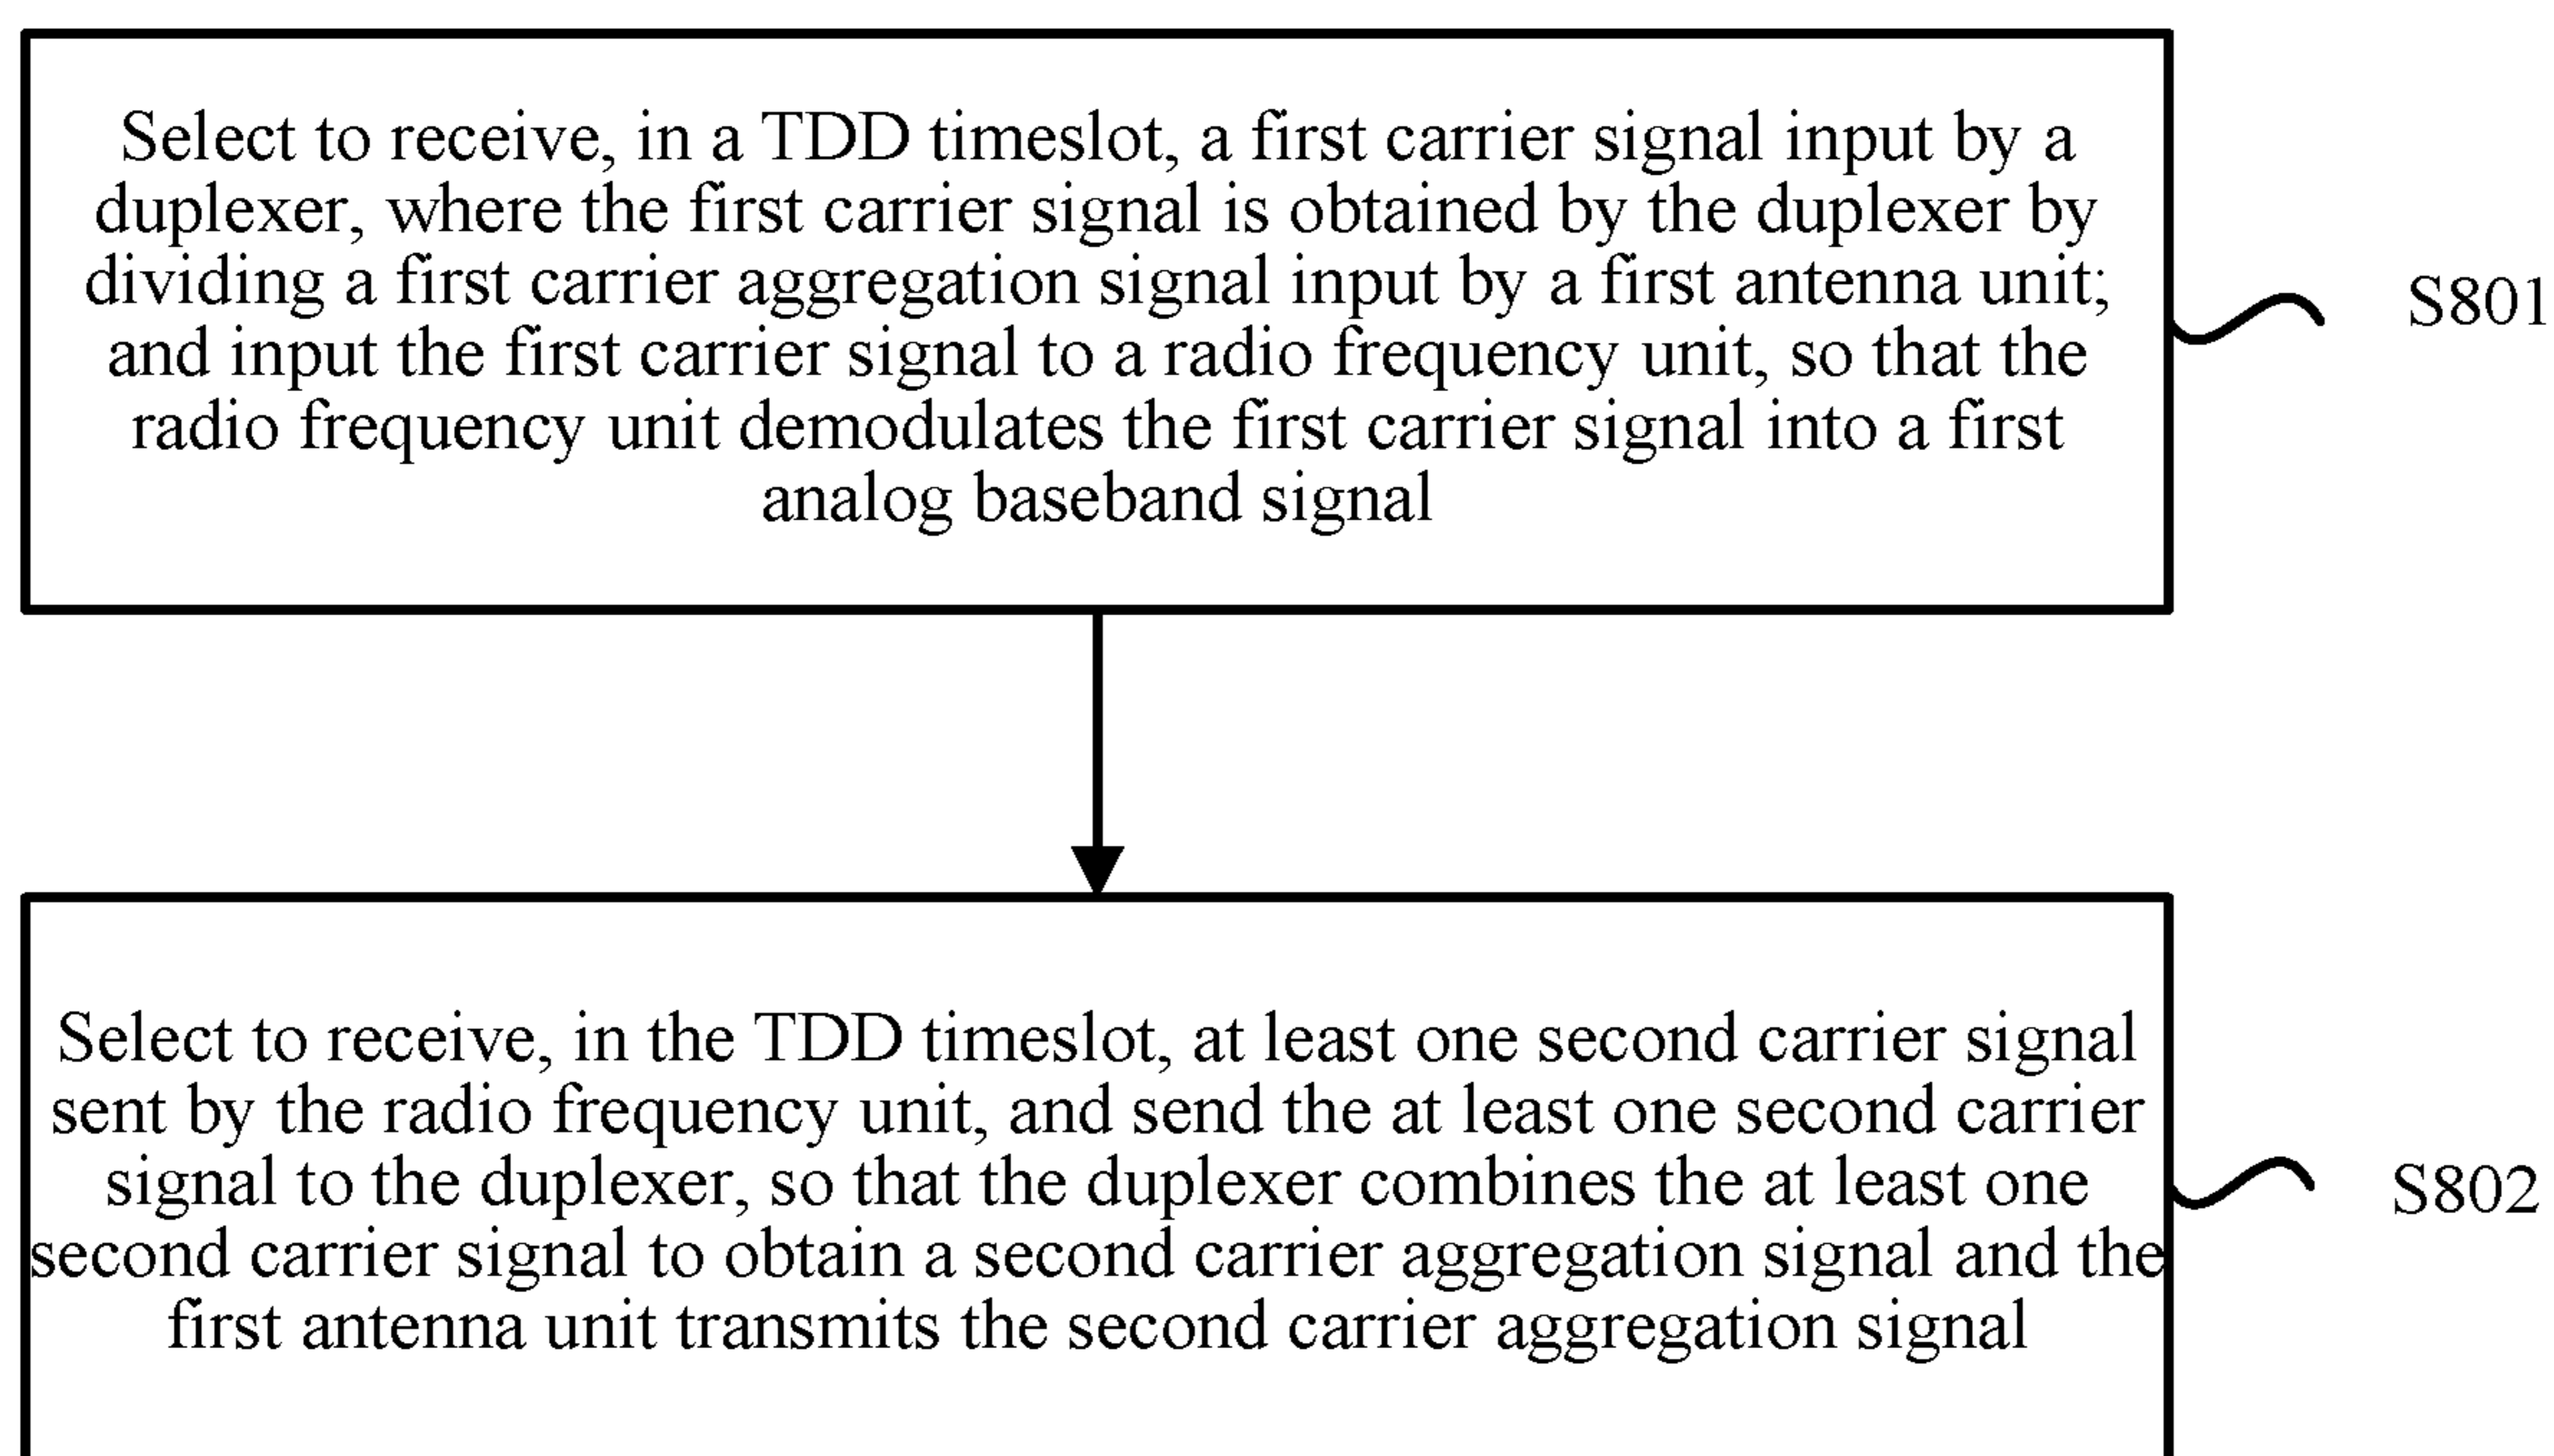 Select to receive, in a TDD timeslot, a first carrier signal input by a
duplexer, where the first carrier signal is obtained by the duplexer by
dividing a first carrier aggregation signal input by a first antenna unit;
and input the first carrier signal to a radio frequency unit, so that the
radio frequency unit demodulates the first carrier signal into a first
analog baseband signal
S801
Select to receive, in the TDD timeslot, at least one second carrier signal
sent by the radio frequency unit, and send the at least one second carrier
signal to the duplexer, so that the duplexer combines the at least one
second carrier signal to obtain a second carrier aggregation signal and the
first antenna unit transmits the second carrier aggregation signal
S802